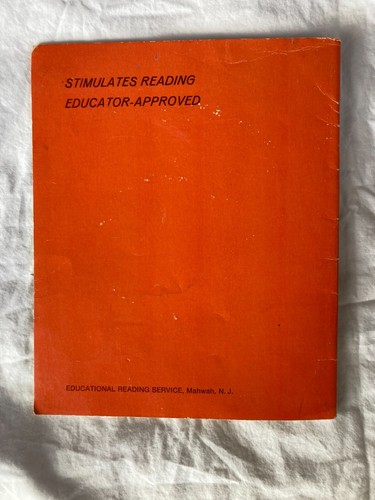 STIMULATES READING
EDUCATOR-APPROVED
EDUCATIONAL READING SERVICE, Mahwah, N. J.